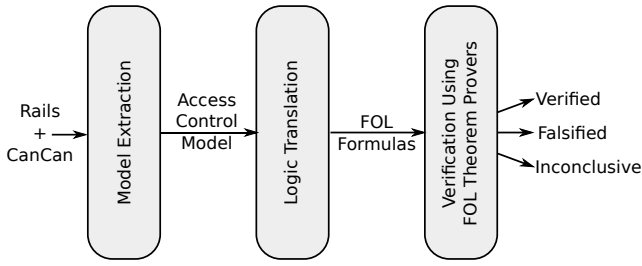 Rails
+
CanCan
Model Extraction
Access
Control
Model
Logic Translation
FOL
Formulas
Verification Using
FOL Theorem Provers
Verified
Falsified
Inconclusive